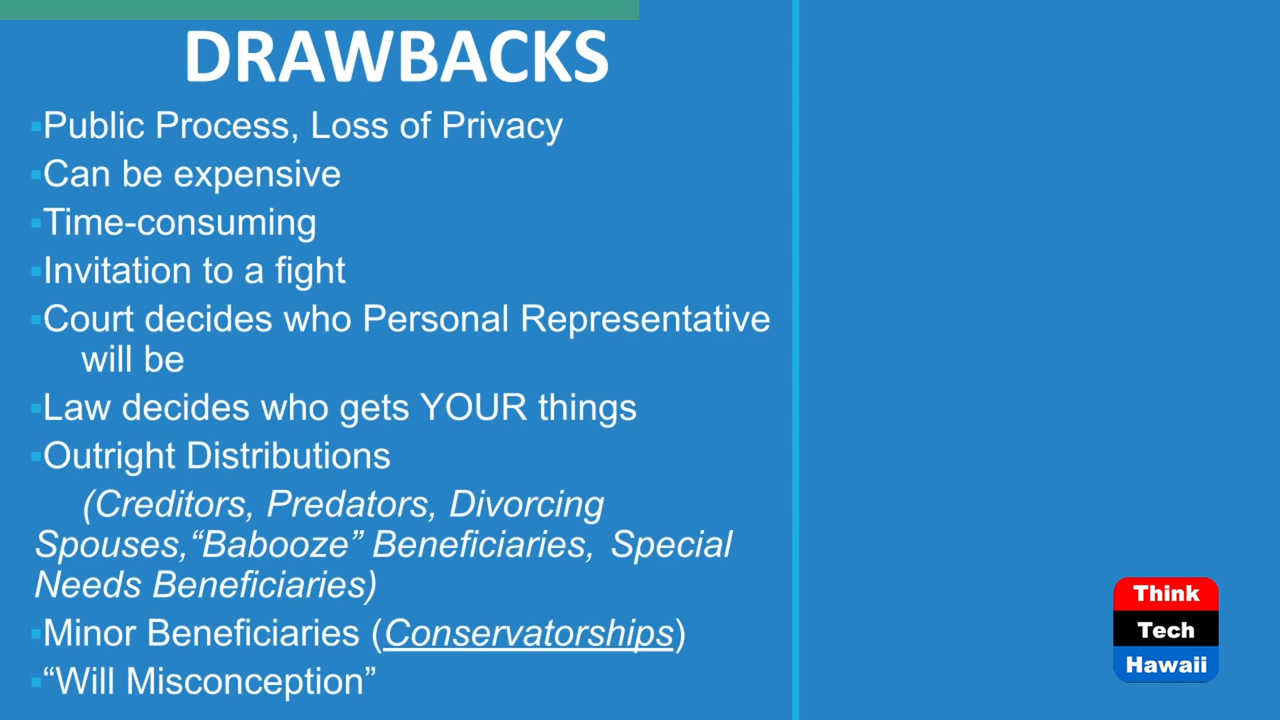 DRAWBACKS
▪Public Process, Loss of Privacy
▪Can be expensive
▪Time-consuming
▪Invitation to a fight
▪Court decides who Personal Representative
will be
▪Law decides who gets YOUR things
▪Outright Distributions
(Creditors, Predators, Divorcing
Spouses,“Babooze” Beneficiaries, Special
Needs Beneficiaries)
▪Minor Beneficiaries (Conservatorships)
▪“Will Misconception”
Think
Tech
Hawaii